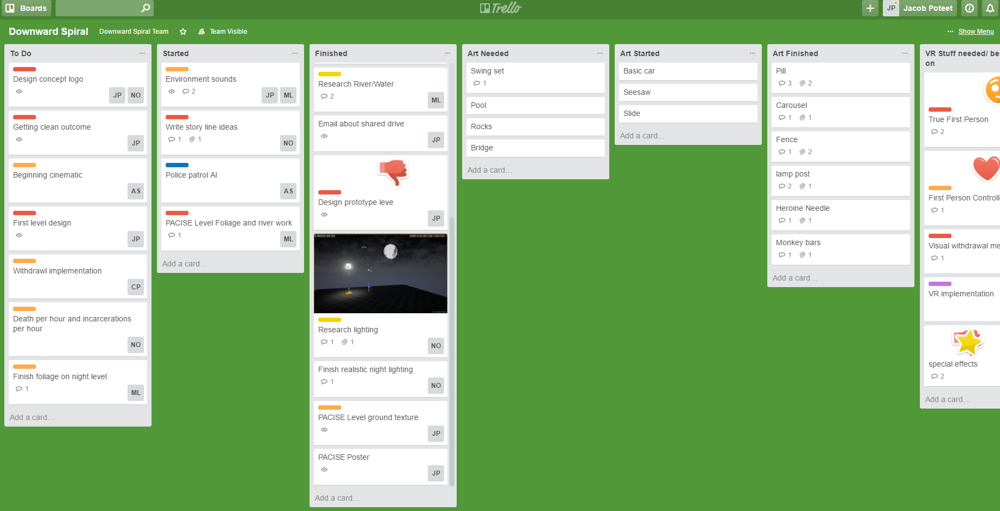 Boards
Trello
JP
Jacob Poteet
Downward Spiral
Downward Spiral Team
Team Visible
Show Menu
To Do
Design concept logo
JP NO
Getting clean outcome
JP
Beginning cinematic
AS
First level design
JP
Withdrawl implementation
CP
Death per hour and incarcerations
per hour
NO
Finish foliage on night level
1
ML
Add a card…
Started
Environment sounds
2
JP ML
Write story line ideas
1 1
NO
Police patrol AI
AS
PACISE Level Foliage and river work
1
ML
Add a card…
Finished
Research River/Water
2
ML
Email about shared drive
JP
Design prototype leve
JP
Research lighting
1 1
NO
Finish realistic night lighting
1
NO
PACISE Level ground texture
JP
PACISE Poster
JP
Add a card…
Art Needed
Swing set
1
Pool
Rocks
Bridge
Add a card…
Art Started
Basic car
Seesaw
Slide
Add a card…
Art Finished
Pill
3 2
Carousel
1 1
Fence
1 2
lamp post
2 1
Heroine Needle
1 1
Monkey bars
1 1
Add a card…
VR Stuff needed/ be
on
True First Person
2
First Person Controll
1
Visual withdrawal me
1
VR implementation
special effects
2
Add a card…